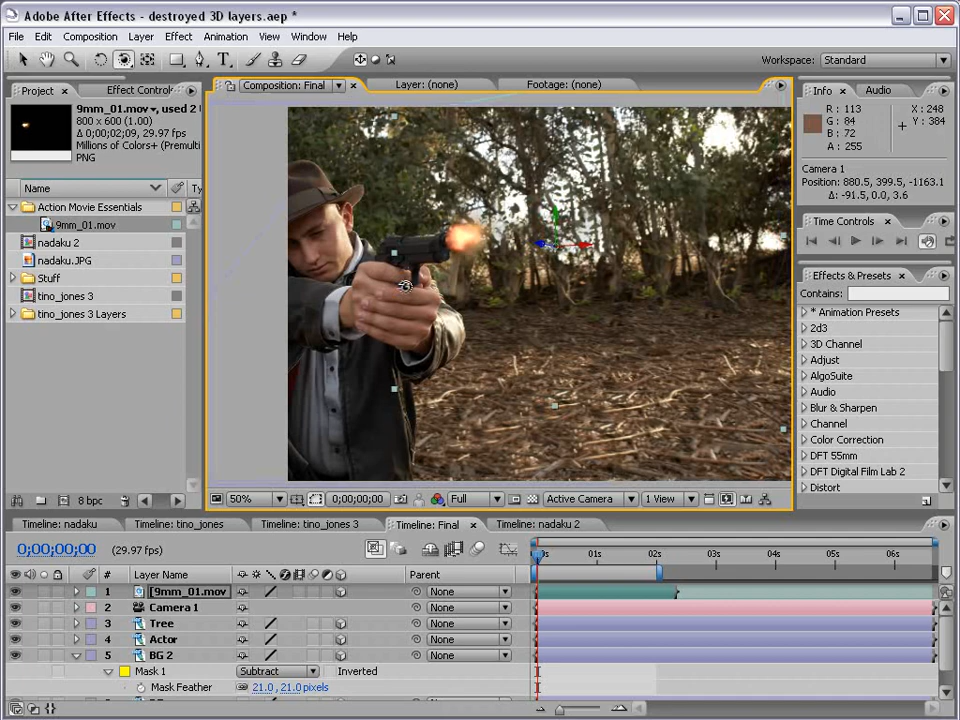 Adobe After Effects - destroyed 3D layers.aep *
File Edit Composition Layer Effect Animation View Window Help
Workspace: Standard
Project Effect Controls
9mm_01.mov, used 2
800 x 600 (1.00)
Δ 0;00;02;09, 29.97 fps
Millions of Colors+ (Premulti
PNG
Name Ty
Action Movie Essentials
9mm_01.mov
nadaku 2
nadaku.JPG
Stuff
tino_jones 3
tino_jones 3 Layers
8 bpc
Composition: Final Layer: (none) Footage: (none)
50% 0;00;00;00 Full Active Camera 1 View
Info Audio
R: 113
G: 84
B: 72
A: 255
X: 248
Y: 384
Camera 1
Position: 880.5, 399.5, -1163.1
Δ: -91.5, 0.0, 3.6
Time Controls
Effects & Presets
Contains:
* Animation Presets
2d3
3D Channel
Adjust
AlgoSuite
Audio
Blur & Sharpen
Channel
Color Correction
DFT 55mm
DFT Digital Film Lab 2
Distort
Timeline: nadaku Timeline: tino_jones Timeline: tino_jones 3 Timeline: Final Timeline: nadaku 2
0;00;00;00 (29.97 fps)
0s 01s 02s 03s 04s 05s 06s
# Layer Name Parent
1 [9mm_01.mov None
2 Camera 1 None
3 Tree None
4 Actor None
5 BG 2 None
Mask 1 Subtract Inverted
Mask Feather 21.0, 21.0 pixels